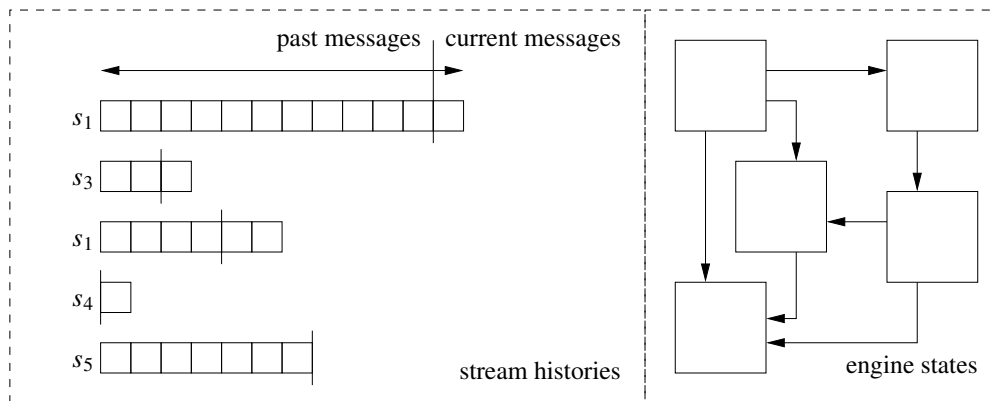 past messages
current messages
s1
s3
s1
s4
s5
stream histories
engine states